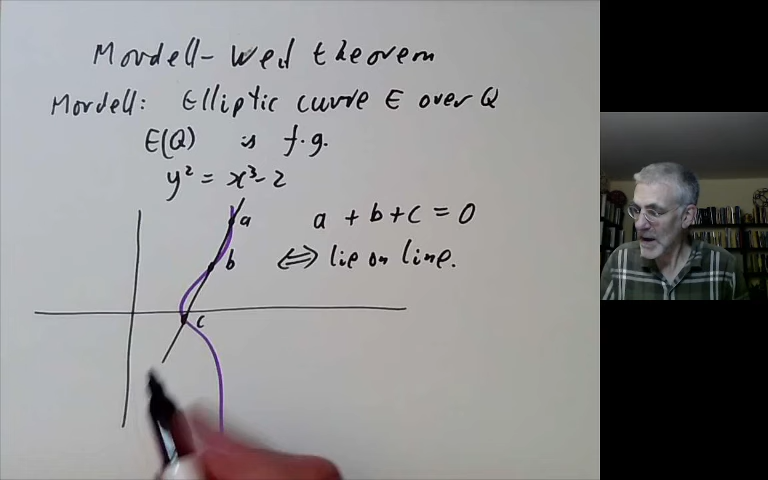 Mordell-Weil theorem
Mordell: Elliptic curve E over Q
E(Q) is f.g.
y² = x³-2
a + b + c = 0
⇔ lie on line.
a
b
c